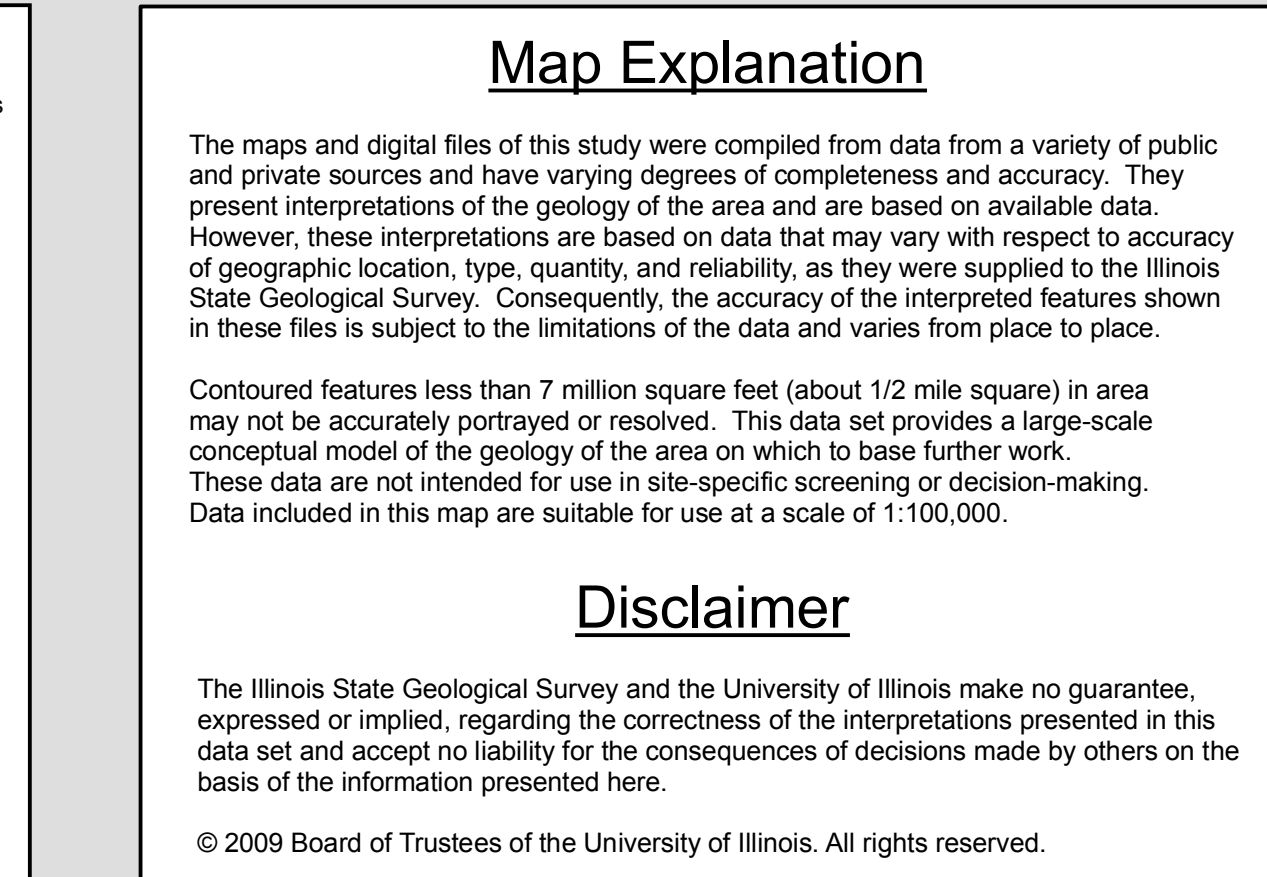 s
Map Explanation
The maps and digital files of this study were compiled from data from a variety of public
and private sources and have varying degrees of completeness and accuracy.  They
present interpretations of the geology of the area and are based on available data.
However, these interpretations are based on data that may vary with respect to accuracy
of geographic location, type, quantity, and reliability, as they were supplied to the Illinois
State Geological Survey.  Consequently, the accuracy of the interpreted features shown
in these files is subject to the limitations of the data and varies from place to place.
Contoured features less than 7 million square feet (about 1/2 mile square) in area
may not be accurately portrayed or resolved.  This data set provides a large-scale
conceptual model of the geology of the area on which to base further work.
These data are not intended for use in site-specific screening or decision-making.
Data included in this map are suitable for use at a scale of 1:100,000.
Disclaimer
The Illinois State Geological Survey and the University of Illinois make no guarantee,
expressed or implied, regarding the correctness of the interpretations presented in this
data set and accept no liability for the consequences of decisions made by others on the
basis of the information presented here.
© 2009 Board of Trustees of the University of Illinois. All rights reserved.